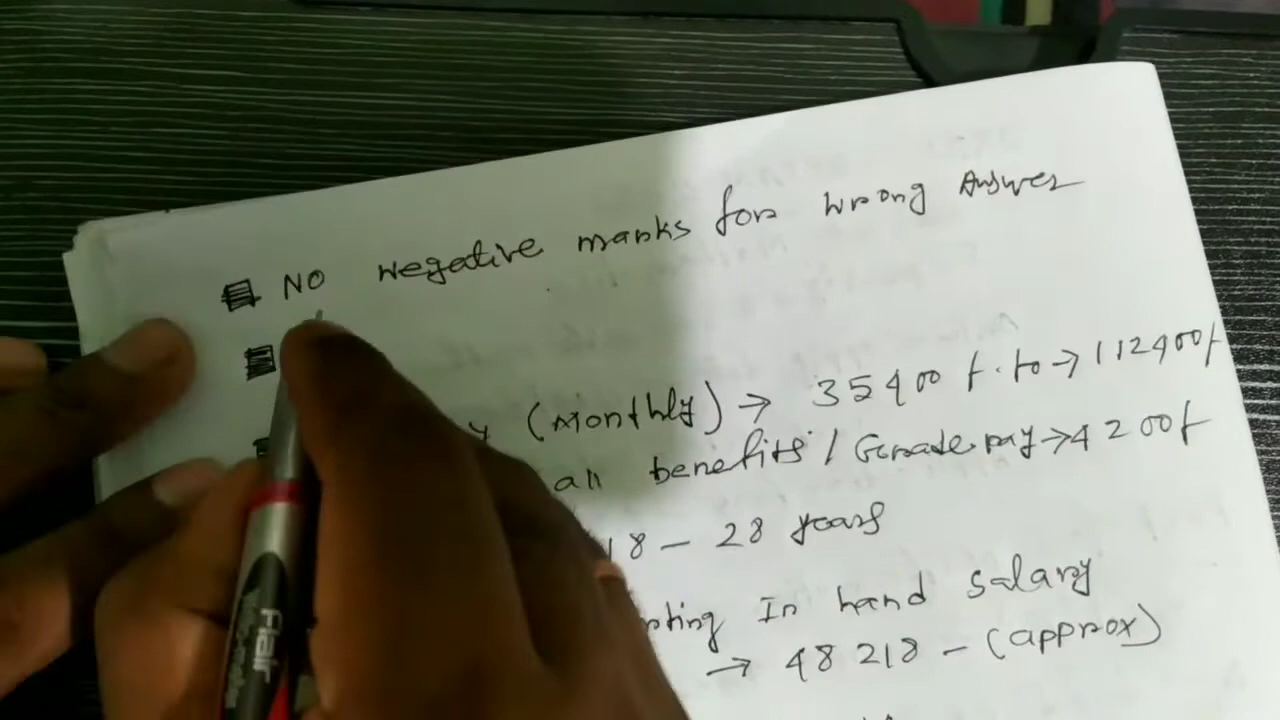 NO negative marks for wrong Answer
y (Monthly) → 35400/-. to → 112400/-
all benefits / Grade pay → 4200/-
18 - 28 years
In hand salary
→ 48218 - (approx)
Flair